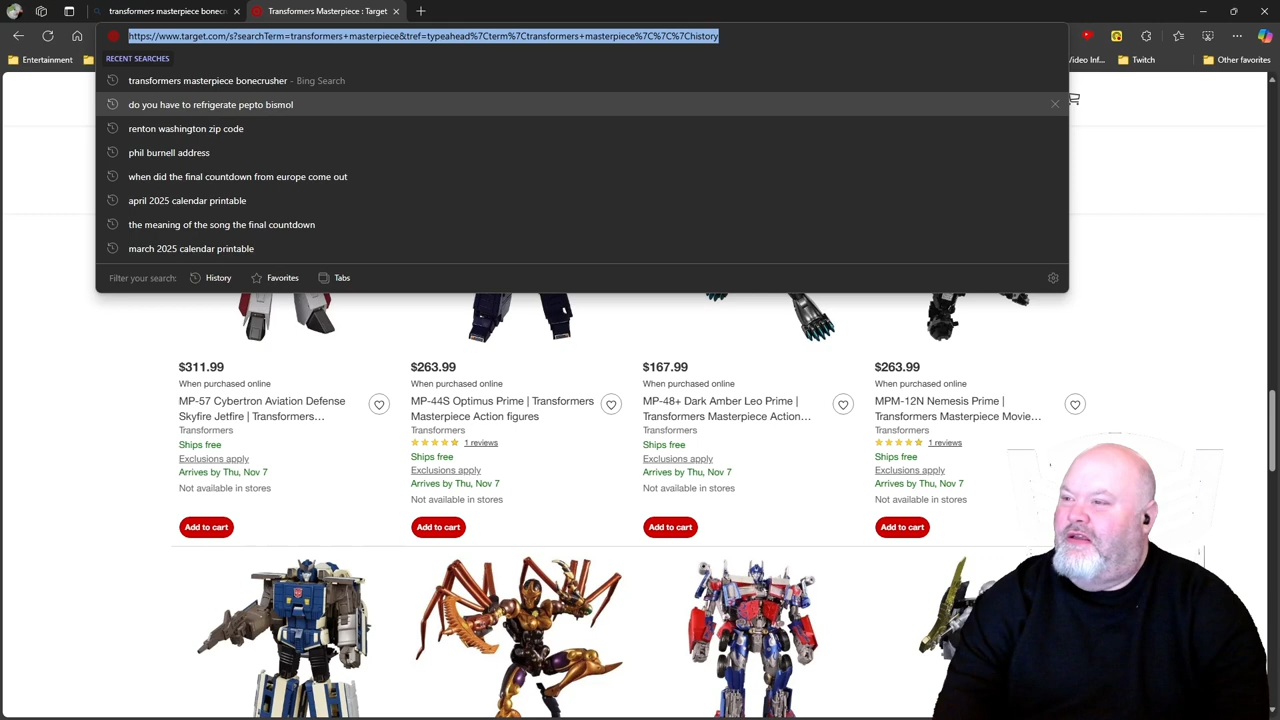 transformers masterpiece bonecr
Transformers Masterpiece : Target
https://www.target.com/s?searchTerm=transformers+masterpiece&tref=typeahead%7Cterm%7Ctransformers+masterpiece%7C%7C%7Chistory
Entertainment
ideo Inf...
Twitch
Other favorites
RECENT SEARCHES
transformers masterpiece bonecrusher - Bing Search
do you have to refrigerate pepto bismol
renton washington zip code
phil burnell address
when did the final countdown from europe come out
april 2025 calendar printable
the meaning of the song the final countdown
march 2025 calendar printable
Filter your search:
History
Favorites
Tabs
$311.99
When purchased online
MP-57 Cybertron Aviation Defense
Skyfire Jetfire | Transformers...
Transformers
Ships free
Exclusions apply
Arrives by Thu, Nov 7
Not available in stores
Add to cart
$263.99
When purchased online
MP-44S Optimus Prime | Transformers
Masterpiece Action figures
Transformers
1 reviews
Ships free
Exclusions apply
Arrives by Thu, Nov 7
Not available in stores
Add to cart
$167.99
When purchased online
MP-48+ Dark Amber Leo Prime |
Transformers Masterpiece Action...
Transformers
Ships free
Exclusions apply
Arrives by Thu, Nov 7
Not available in stores
Add to cart
$263.99
When purchased online
MPM-12N Nemesis Prime |
Transformers Masterpiece Movie...
Transformers
1 reviews
Ships free
Exclusions apply
Arrives by Thu, Nov 7
Not available in stores
Add to cart